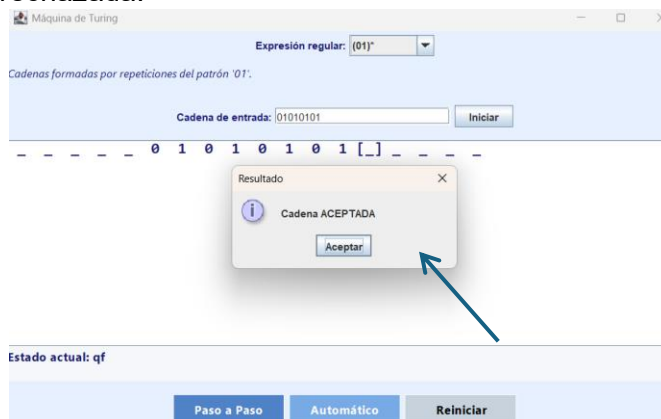 Máquina de Turing
Expresión regular: (01)*
Cadenas formadas por repeticiones del patrón '01'.
Cadena de entrada: 01010101 Iniciar
_ _ _ _ _ 0 1 0 1 0 1 0 1 [_] _ _ _ _
Resultado
Cadena ACEPTADA
Aceptar
Estado actual: qf
Paso a Paso Automático Reiniciar